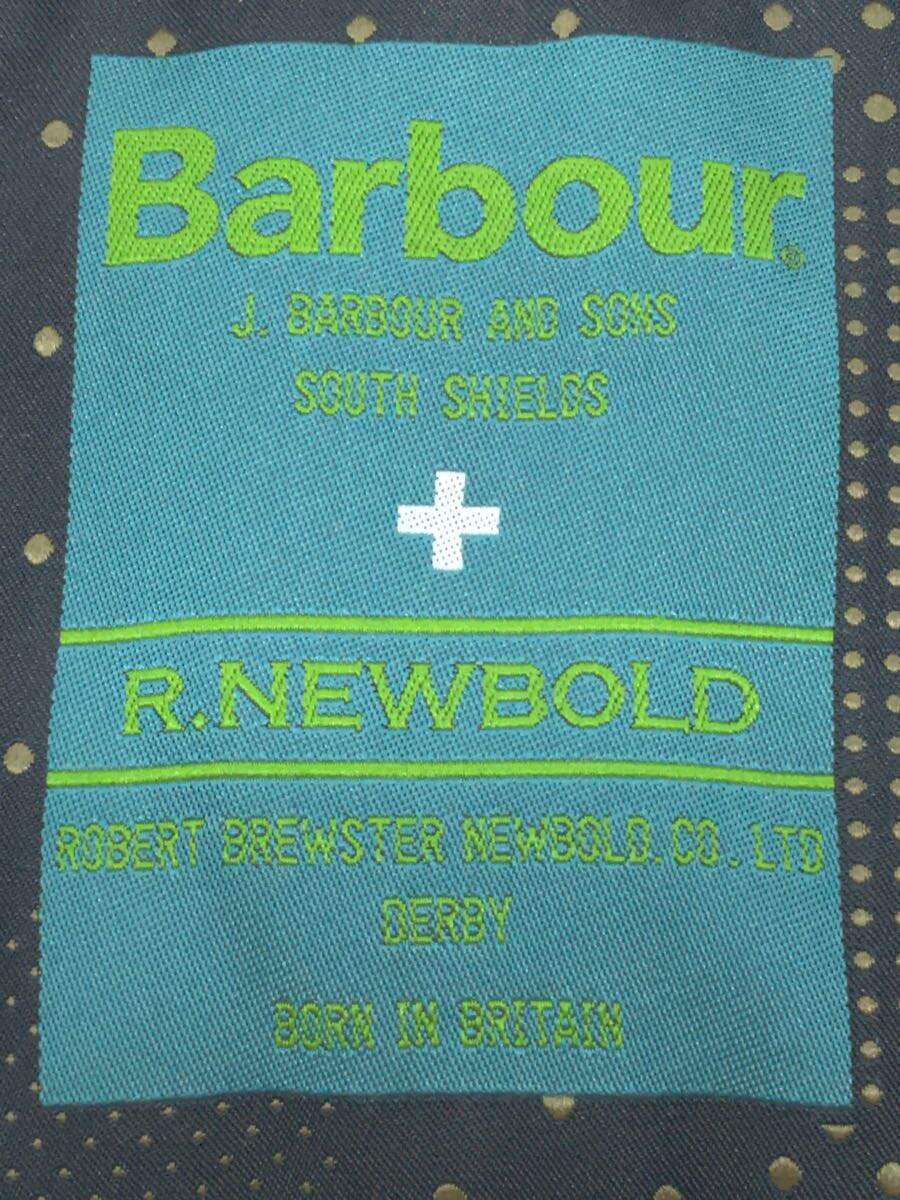 Barbour®
J. BARBOUR AND SONS
SOUTH SHIELDS
+
R.NEWBOLD
ROBERT BREWSTER NEWBOLD.CO.LTD
DERBY
BORN IN BRITAIN